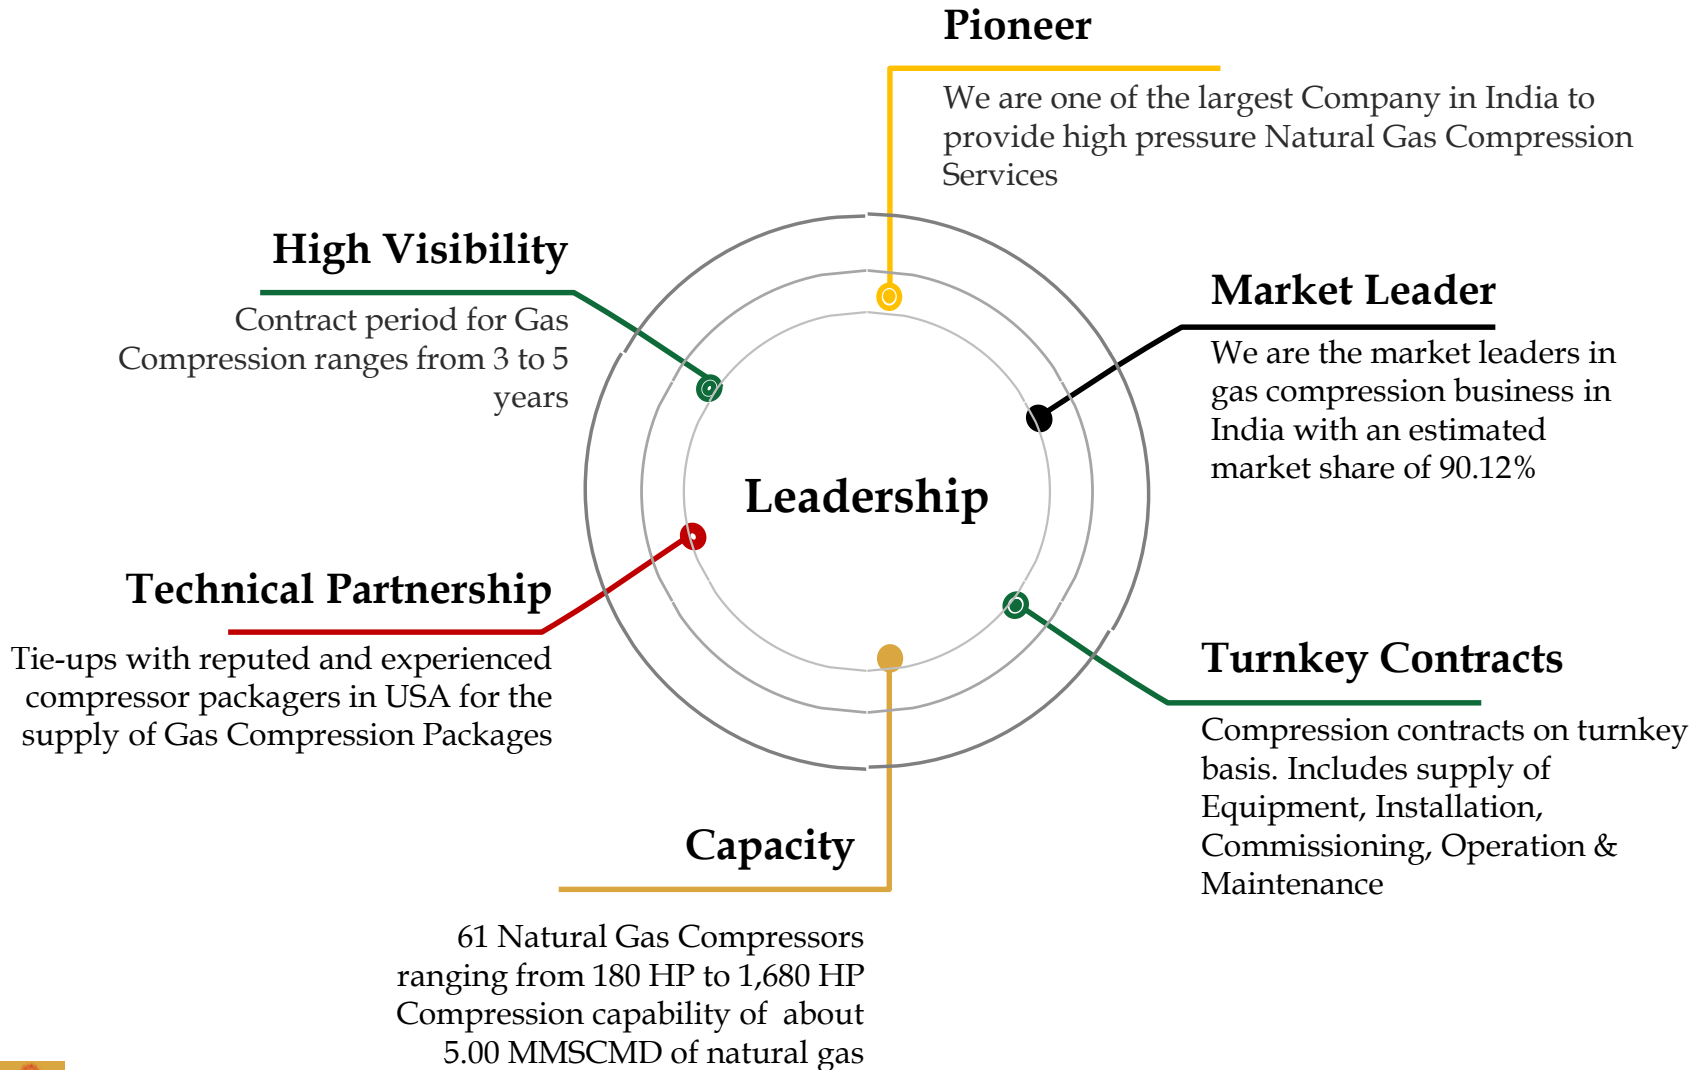 Pioneer
We are one of the largest Company in India to
provide high pressure Natural Gas Compression
Services
High Visibility
Contract period for Gas
Compression ranges from 3 to 5
years
Market Leader
We are the market leaders in
gas compression business in
India with an estimated
market share of 90.12%
Leadership
Technical Partnership
Tie-ups with reputed and experienced
compressor packagers in USA for the
supply of Gas Compression Packages
Turnkey Contracts
Compression contracts on turnkey
basis. Includes supply of
Equipment, Installation,
Commissioning, Operation &
Maintenance
Capacity
61 Natural Gas Compressors
ranging from 180 HP to 1,680 HP
Compression capability of about
5.00 MMSCMD of natural gas